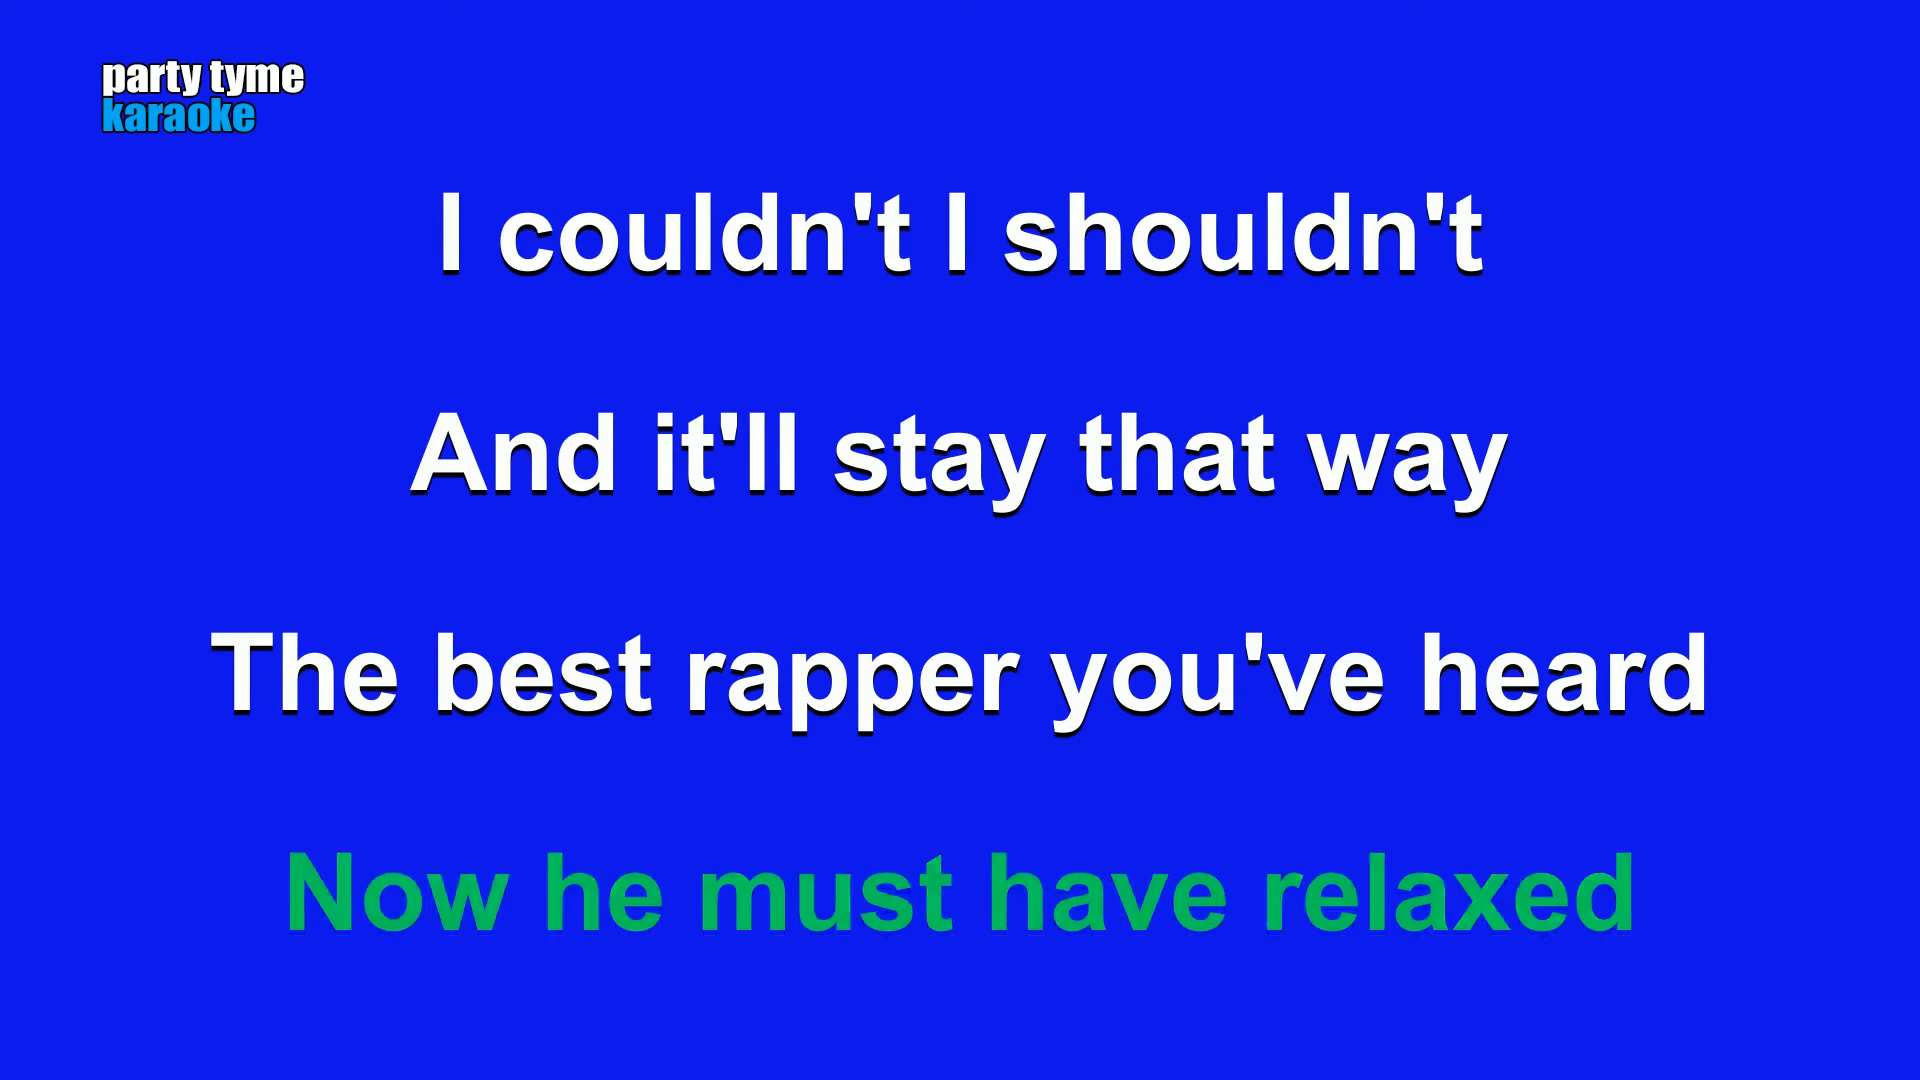 party tyme
karaoke
I couldn't I shouldn't
And it'll stay that way
The best rapper you've heard
Now he must have relaxed